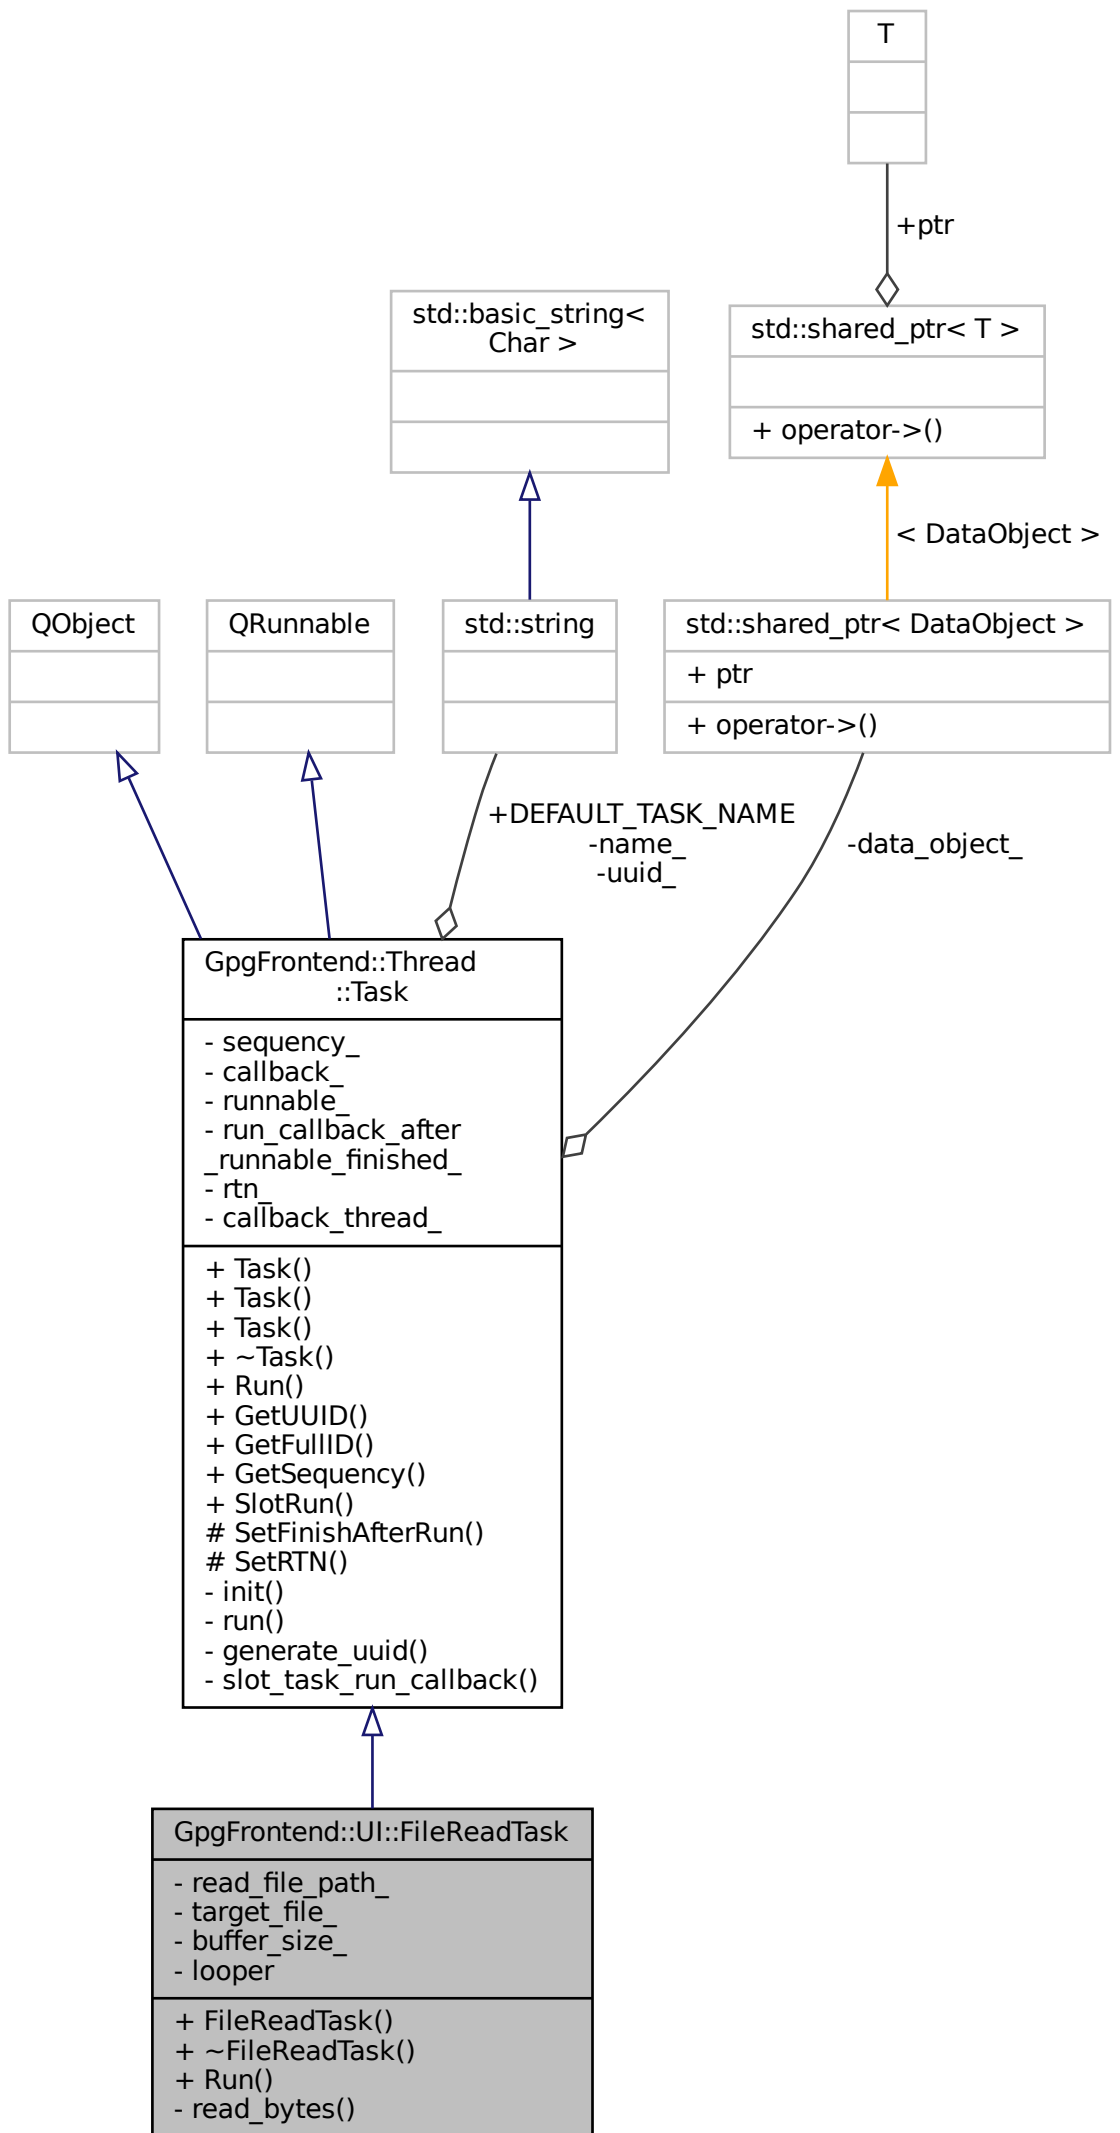 T
+ptr
std::basic_string<
Char >
std::shared_ptr< T >
+ operator->()
< DataObject >
QObject
QRunnable
std::string
std::shared_ptr< DataObject >
+ ptr
+ operator->()
+DEFAULT_TASK_NAME
-name_
-uuid_
-data_object_
GpgFrontend::Thread
::Task
- sequency_
- callback_
- runnable_
- run_callback_after
_runnable_finished_
- rtn_
- callback_thread_
+ Task()
+ Task()
+ Task()
+ ~Task()
+ Run()
+ GetUUID()
+ GetFullID()
+ GetSequency()
+ SlotRun()
# SetFinishAfterRun()
# SetRTN()
- init()
- run()
- generate_uuid()
- slot_task_run_callback()
GpgFrontend::UI::FileReadTask
- read_file_path_
- target_file_
- buffer_size_
- looper
+ FileReadTask()
+ ~FileReadTask()
+ Run()
- read_bytes()